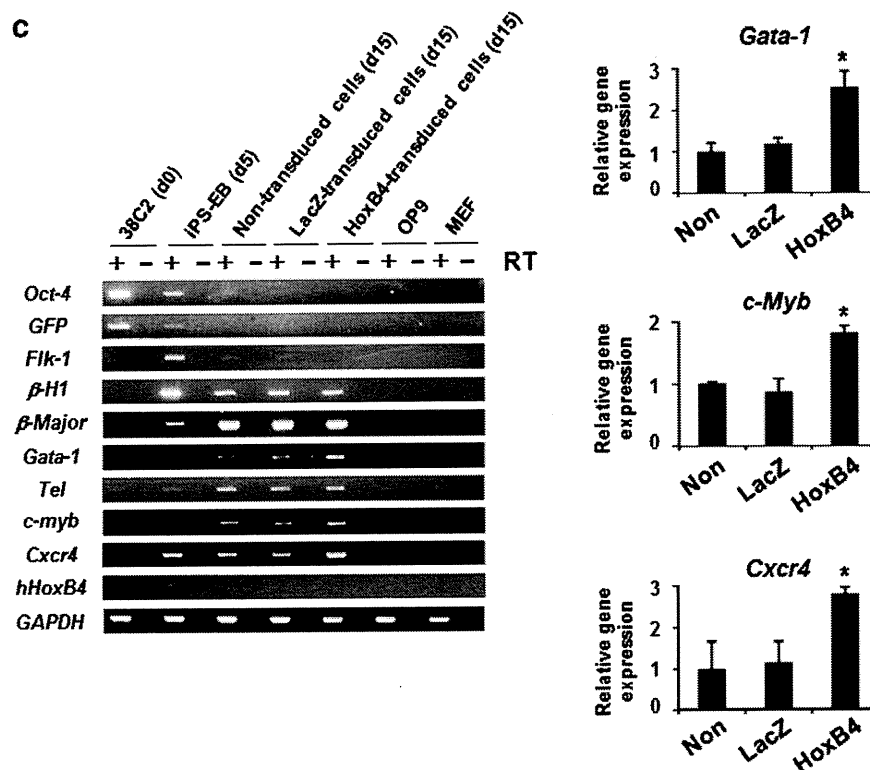 c
38C2 (d0)
iPS-EB (d5)
Non-transduced cells (d15)
LacZ-transduced cells (d15)
HoxB4-transduced cells (d15)
OP9
MEF
+ − + − + − + − + − + − + − RT
Oct-4
GFP
Flk-1
β-H1
β-Major
Gata-1
Tel
c-myb
Cxcr4
hHoxB4
GAPDH
Gata-1
Relative gene
expression
3
2
1
0
*
Non LacZ HoxB4
c-Myb
Relative gene
expression
2
1
0
*
Non LacZ HoxB4
Cxcr4
Relative gene
expression
3
2
1
0
*
Non LacZ HoxB4